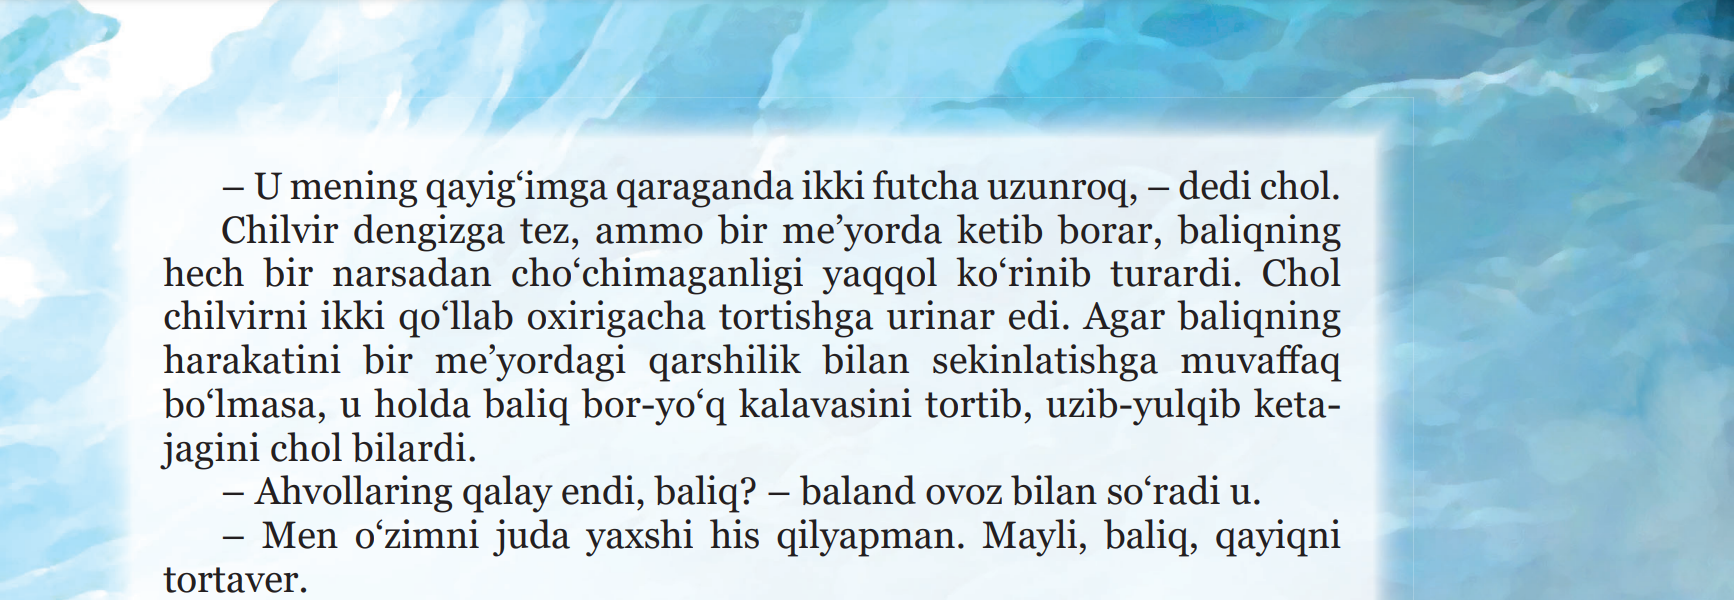 – U mening qayig‘imga qaraganda ikki futcha uzunroq, – dedi chol.
Chilvir dengizga tez, ammo bir me’yorda ketib borar, baliqning
hech bir narsadan cho‘chimaganligi yaqqol ko‘rinib turardi. Chol
chilvirni ikki qo‘llab oxirigacha tortishga urinar edi. Agar baliqning
harakatini bir me’yordagi qarshilik bilan sekinlatishga muvaffaq
bo‘lmasa, u holda baliq bor-yo‘q kalavasini tortib, uzib-yulqib keta-
jagini chol bilardi.
– Ahvollaring qalay endi, baliq? – baland ovoz bilan so‘radi u.
– Men o‘zimni juda yaxshi his qilyapman. Mayli, baliq, qayiqni
tortaver.